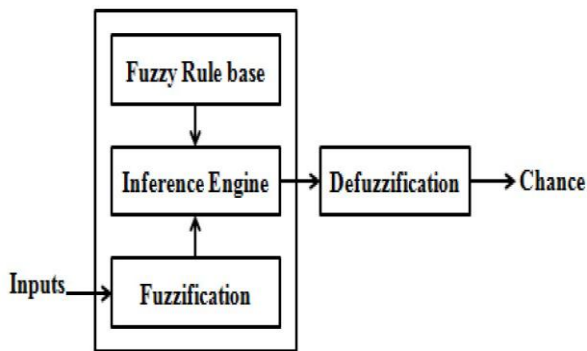 Fuzzy Rule base
Inference Engine
Defuzzification
Chance
Inputs
Fuzzification